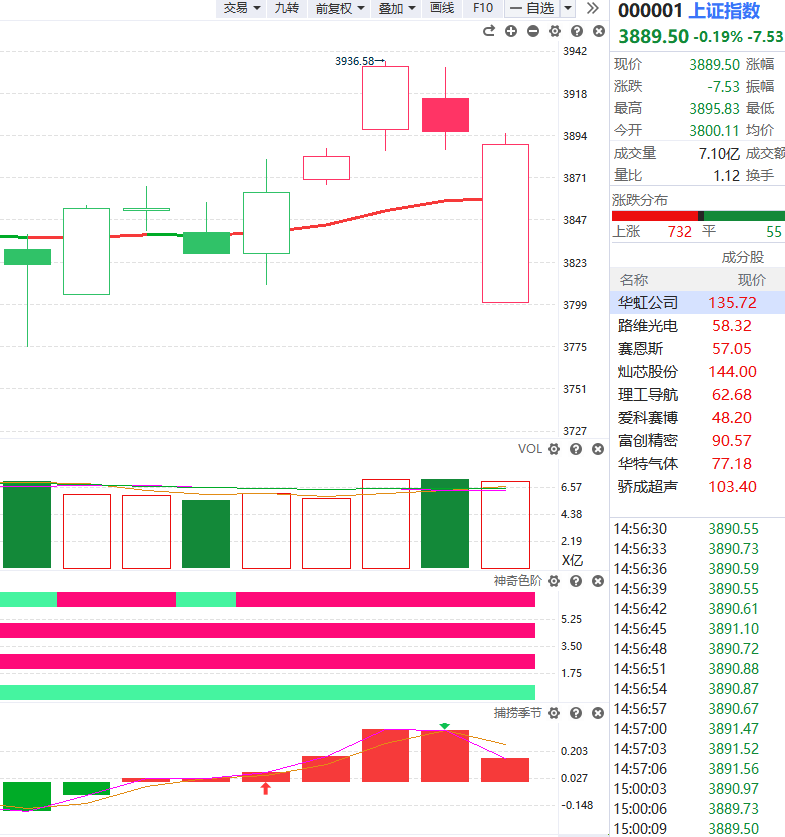 交易 九转 前复权 叠加 画线 F10 一 自选
3936.58→
3942
3918
3894
3871
3847
3823
3799
3775
3751
3727
VOL
6.57
4.38
2.19
X亿
神奇色阶
5.25
3.50
1.75
捕捞季节
0.203
0.027
-0.148
000001 上证指数
3889.50 -0.19% -7.53
现价 3889.50 涨幅
涨跌 -7.53 振幅
最高 3895.83 最低
今开 3800.11 均价
成交量 7.10亿 成交额
量比 1.12 换手
涨跌分布
上涨 732 平 55
成分股
名称 现价
华虹公司 135.72
路维光电 58.32
赛恩斯 57.05
灿芯股份 144.00
理工导航 62.68
爱科赛博 48.20
富创精密 90.57
华特气体 77.18
骄成超声 103.40
14:56:30 3890.55
14:56:33 3890.73
14:56:36 3890.59
14:56:39 3890.55
14:56:42 3890.61
14:56:45 3891.10
14:56:48 3890.72
14:56:51 3890.88
14:56:54 3890.87
14:56:57 3890.67
14:57:00 3891.47
14:57:03 3891.52
14:57:06 3891.56
15:00:03 3890.97
15:00:06 3889.73
15:00:09 3889.50